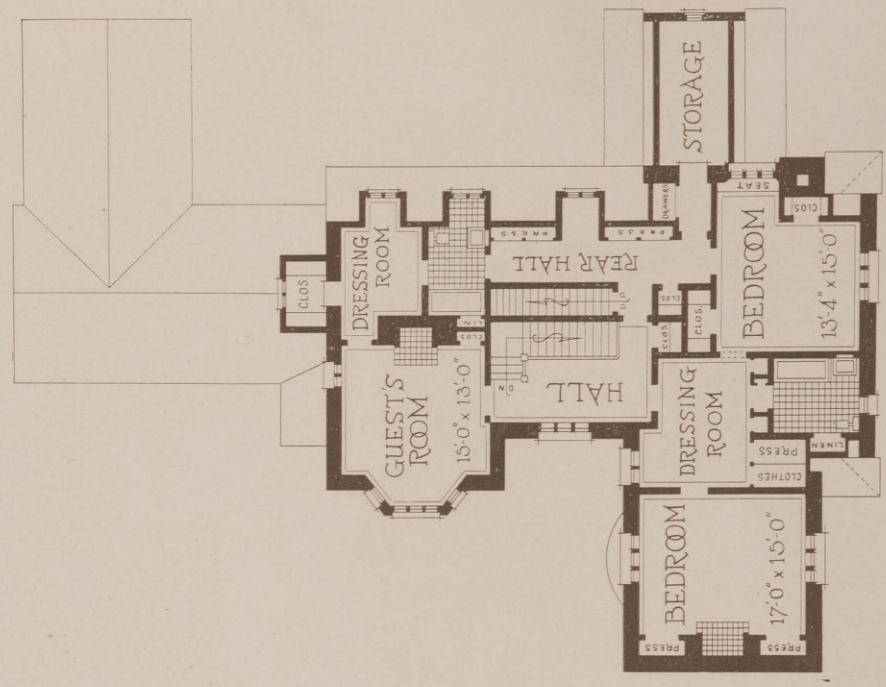 STORAGE
DRAWERS
SEAT
CLOS.
PRESS
PRESS
REAR HALL
DRESSING
ROOM
CLOS.
BEDROOM
13'-4" x 15'-0"
CLOS.
CLOS.
CLOS.
LIN.
CLOS.
GUEST'S
ROOM
15'-0" x 13'-0"
D'N
HALL
DRESSING
ROOM
LINEN
PRESS
CLOTHES
BEDROOM
17'-0" x 15'-0"
PRESS
PRESS